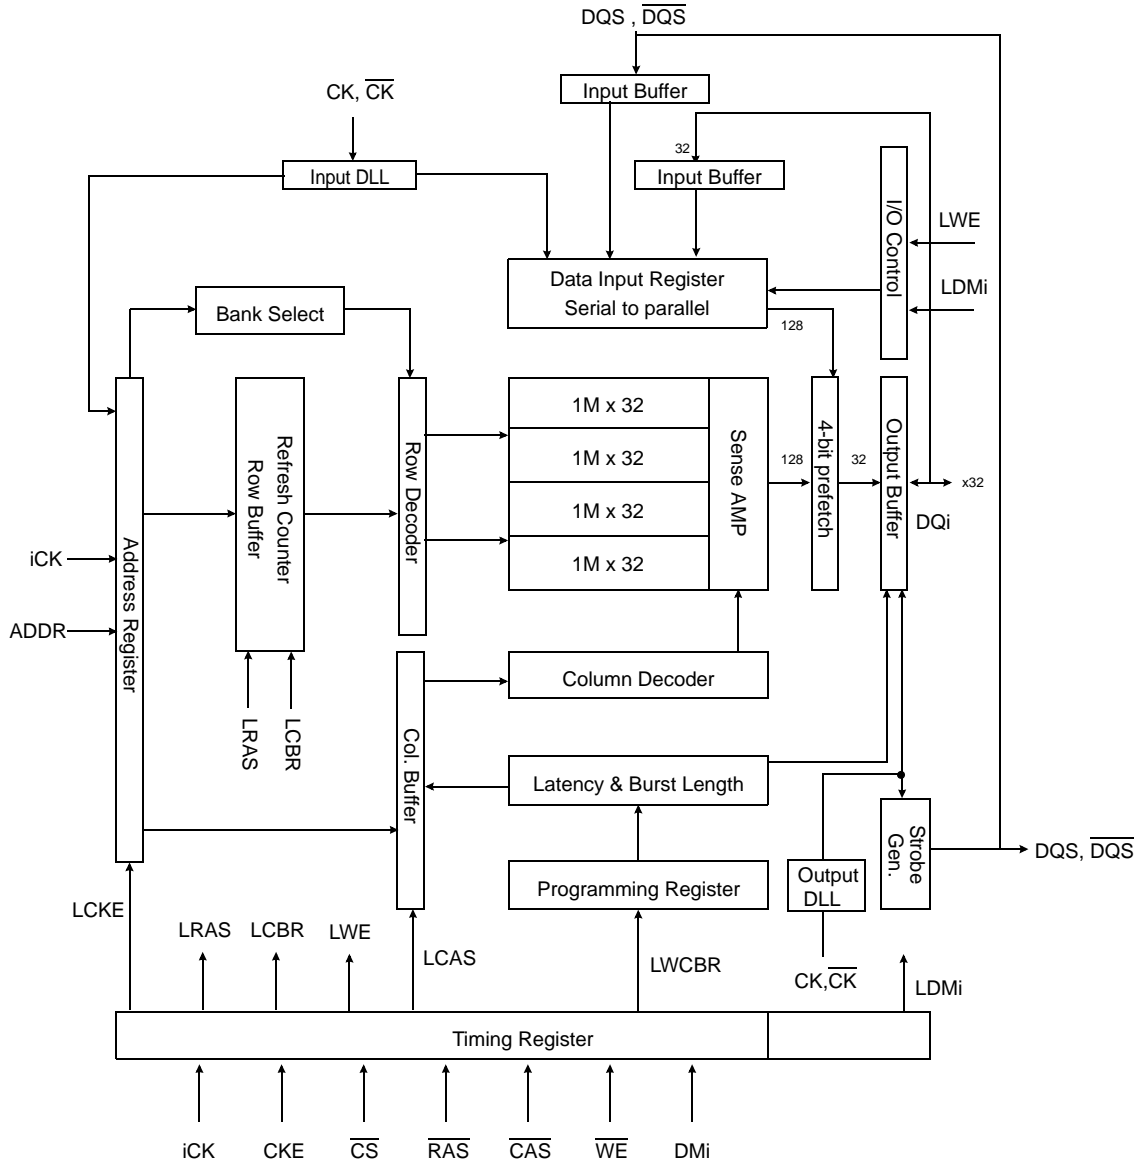 DQS , DQS
Input Buffer
CK, CK
32
Input DLL
Input Buffer
I/O Control
LWE
LDMi
Data Input Register
Serial to parallel
128
Bank Select
Address Register
Refresh Counter
Row Buffer
Row Decoder
1M x 32
1M x 32
1M x 32
1M x 32
Sense AMP
128
4-bit prefetch
32
Output Buffer
x32
DQi
iCK
ADDR
LRAS
LCBR
Col. Buffer
Column Decoder
Latency & Burst Length
Programming Register
Output
DLL
Strobe
Gen.
DQS, DQS
LCKE
LRAS
LCBR
LWE
LCAS
LWCBR
CK,CK
LDMi
Timing Register
iCK
CKE
CS
RAS
CAS
WE
DMi